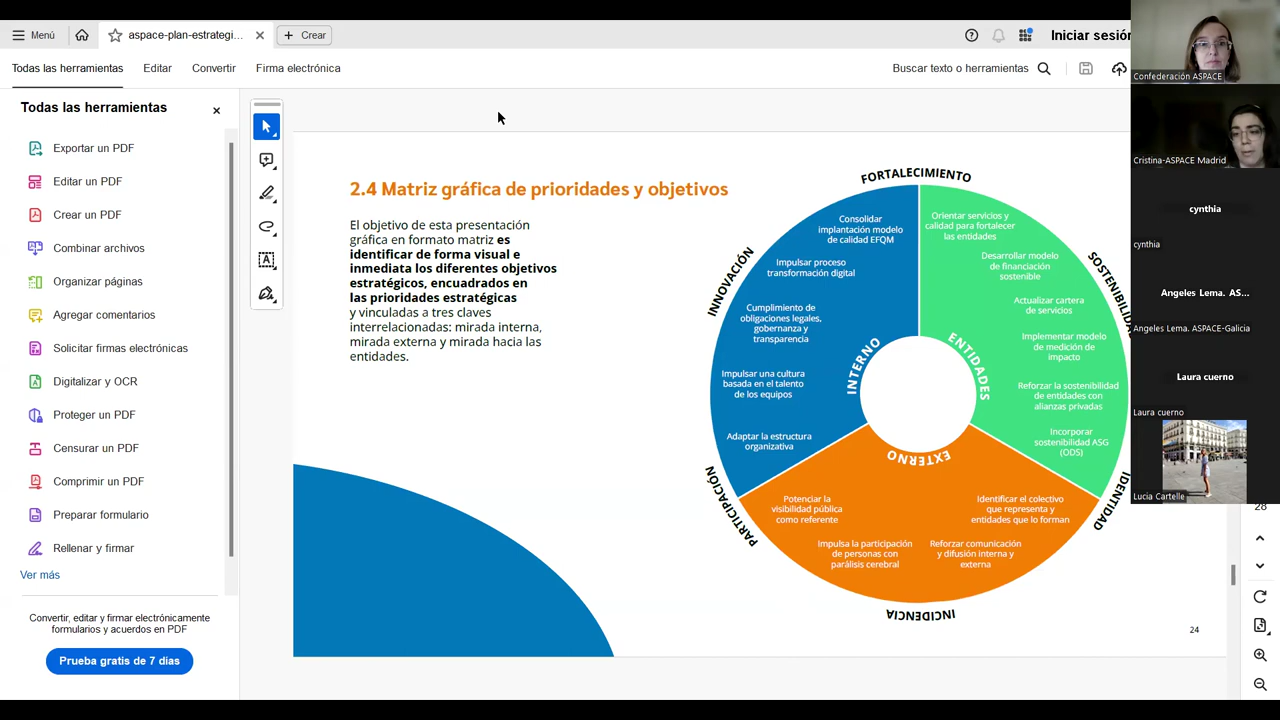 Menú
aspace-plan-estrategi...
Crear
Iniciar sesión
Todas las herramientas
Editar
Convertir
Firma electrónica
Buscar texto o herramientas
Todas las herramientas
Exportar un PDF
Editar un PDF
Crear un PDF
Combinar archivos
Organizar páginas
Agregar comentarios
Solicitar firmas electrónicas
Digitalizar y OCR
Proteger un PDF
Censurar un PDF
Comprimir un PDF
Preparar formulario
Rellenar y firmar
Ver más
Convertir, editar y firmar electrónicamente
formularios y acuerdos en PDF
Prueba gratis de 7 días
2.4 Matriz gráfica de prioridades y objetivos
El objetivo de esta presentación
gráfica en formato matriz es
identificar de forma visual e
inmediata los diferentes objetivos
estratégicos, encuadrados en
las prioridades estratégicas
y vinculadas a tres claves
interrelacionadas: mirada interna,
mirada externa y mirada hacia las
entidades.
FORTALECIMIENTO
INNOVACIÓN
SOSTENIBILIDA
PARTICIPACIÓN
IDENTIDAD
INCIDENCIA
INTERNO
ENTIDADES
EXTERNO
Consolidar
implantación modelo
de calidad EFQM
Impulsar proceso
transformación digital
Cumplimiento de
obligaciones legales,
gobernanza y
transparencia
Impulsar una cultura
basada en el talento
de los equipos
Adaptar la estructura
organizativa
Orientar servicios y
calidad para fortalecer
las entidades
Desarrollar modelo
de financiación
sostenible
Actualizar cartera
de servicios
Implementar modelo
de medición de
impacto
Reforzar la sostenibilidad
de entidades con
alianzas privadas
Incorporar
sostenibilidad ASG
(ODS)
Potenciar la
visibilidad pública
como referente
Impulsa la participación
de personas con
parálisis cerebral
Identificar el colectivo
que representa y
entidades que lo forman
Reforzar comunicación
y difusión interna y
externa
24
28
Confederación ASPACE
Cristina-ASPACE Madrid
cynthia
cynthia
Angeles Lema. AS...
Angeles Lema. ASPACE-Galicia
Laura cuerno
Laura cuerno
Lucia Cartelle